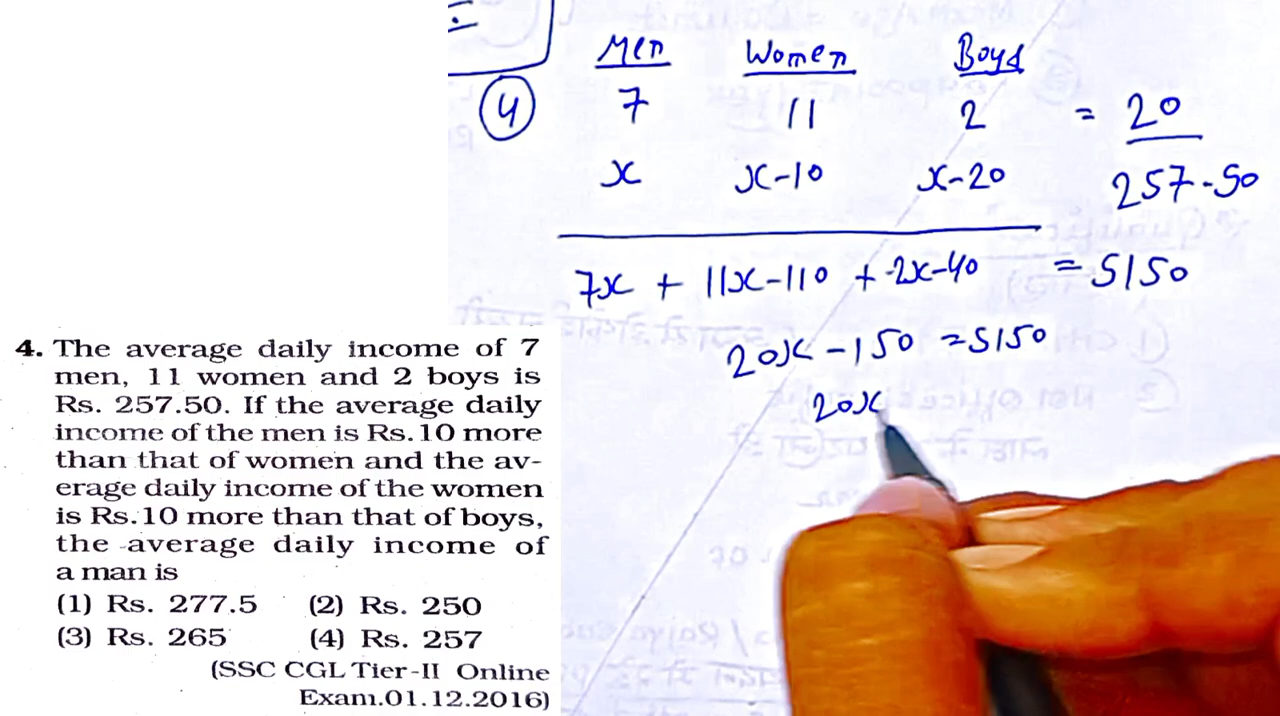 Men Women Boys
4 7 11 2 = 20
x x-10 x-20 257-50
7x + 11x-110 + 2x-40 = 5150
20x - 150 = 5150
20x
4. The average daily income of 7
men, 11 women and 2 boys is
Rs. 257.50. If the average daily
income of the men is Rs.10 more
than that of women and the av-
erage daily income of the women
is Rs.10 more than that of boys,
the average daily income of
a man is
(1) Rs. 277.5 (2) Rs. 250
(3) Rs. 265 (4) Rs. 257
(SSC CGL Tier-II Online
Exam.01.12.2016)